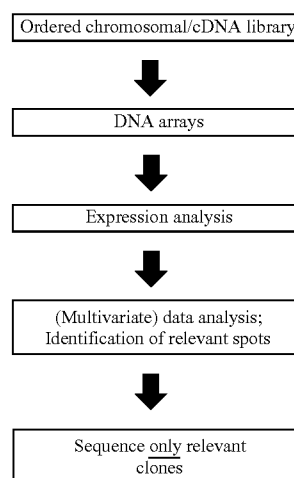 Ordered chromosomal/cDNA library
DNA arrays
Expression analysis
(Multivariate) data analysis;
Identification of relevant spots
Sequence only relevant
clones